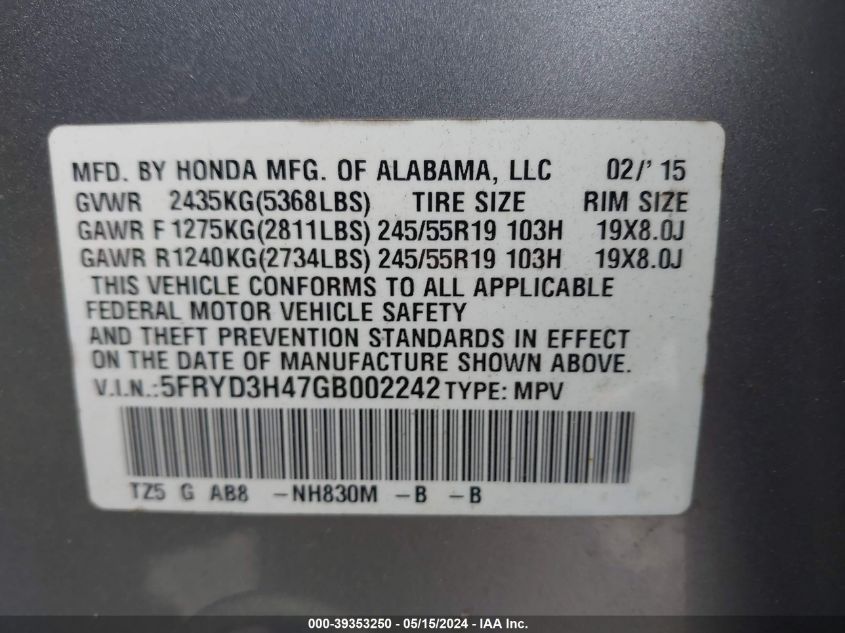 MFD. BY HONDA MFG. OF ALABAMA, LLC 02/' 15
GVWR 2435KG(5368LBS) TIRE SIZE RIM SIZE
GAWR F 1275KG(2811LBS) 245/55R19 103H 19X8.0J
GAWR R1240KG(2734LBS) 245/55R19 103H 19X8.0J
THIS VEHICLE CONFORMS TO ALL APPLICABLE
FEDERAL MOTOR VEHICLE SAFETY
AND THEFT PREVENTION STANDARDS IN EFFECT
ON THE DATE OF MANUFACTURE SHOWN ABOVE.
V.I.N.:5FRYD3H47GB002242 TYPE: MPV
TZ5 G AB8 -NH830M -B -B
000-39353250 - 05/15/2024 - IAA Inc.